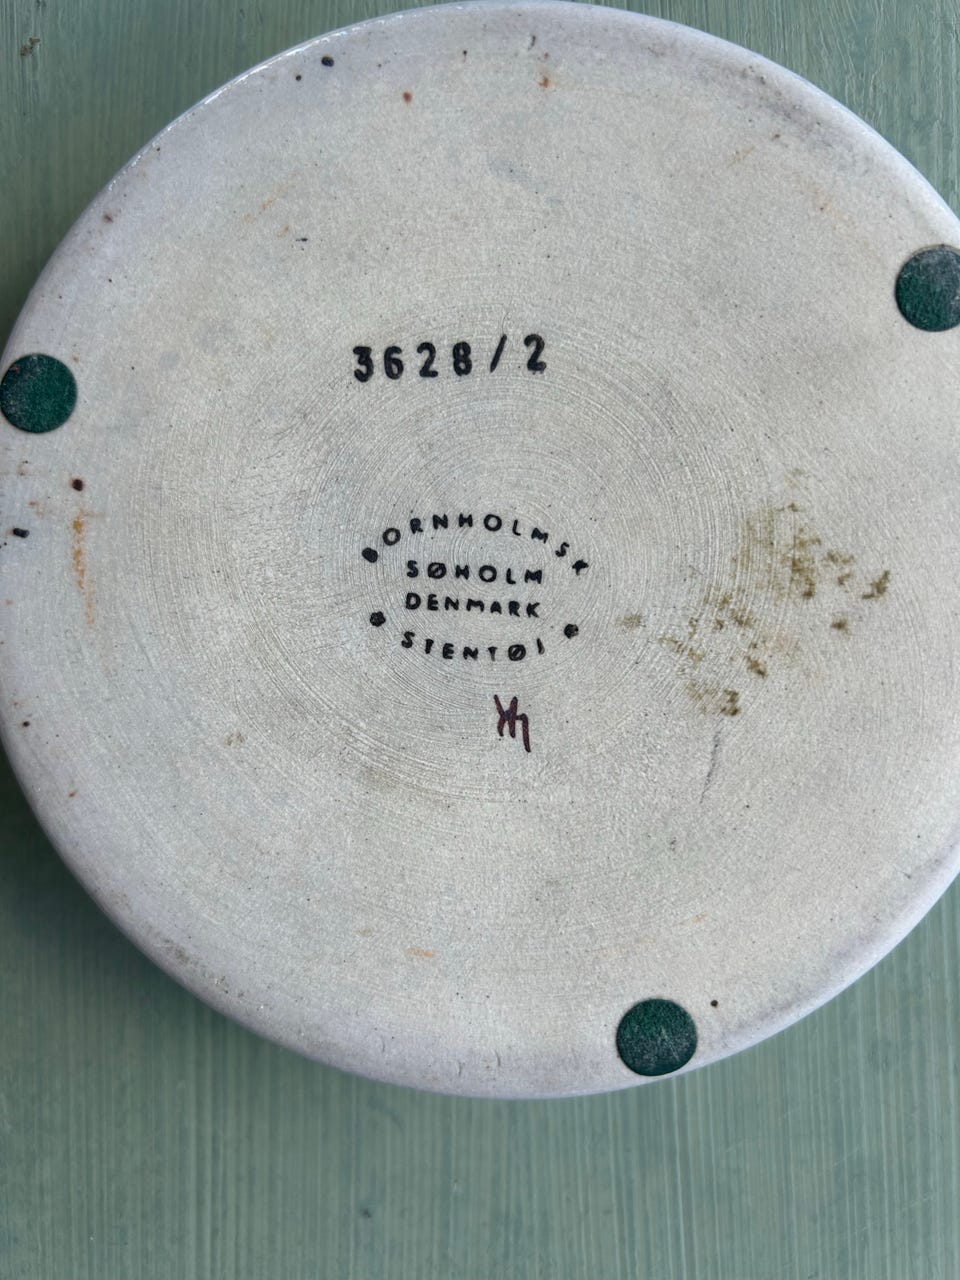 3628/2
BORNHOLMSK
SØHOLM
DENMARK
STENTØJ